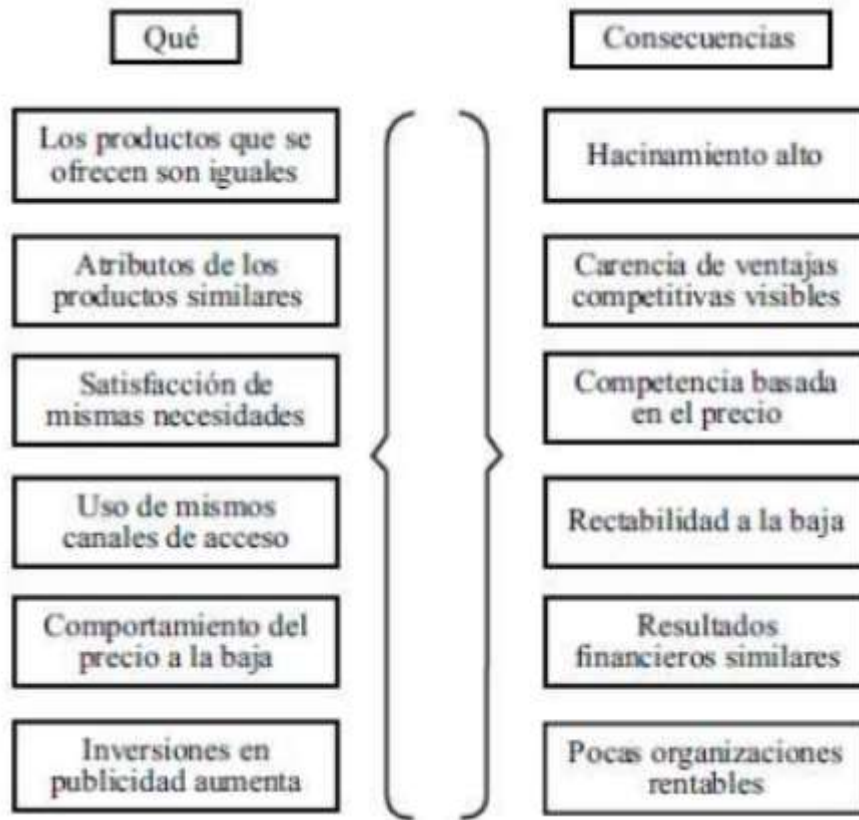 Qué
Consecuencias
Los productos que se
ofrecen son iguales
Hacinamiento alto
Atributos de los
productos similares
Carencia de ventajas
competitivas visibles
Satisfacción de
mismas necesidades
Competencia basada
en el precio
Uso de mismos
canales de acceso
Rectabilidad a la baja
Comportamiento del
precio a la baja
Resultados
financieros similares
Inversiones en
publicidad aumenta
Pocas organizaciones
rentables